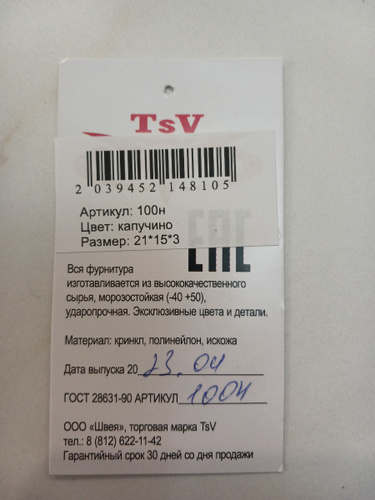 TsV
2 039452 148105
Артикул: 100н
Цвет: капучино
Размер: 21*15*3
Вся фурнитура
изготавливается из высококачественного
сырья, морозостойкая (-40 +50),
ударопрочная. Эксклюзивные цвета и детали.
Материал: кринкл, полинейлон, искожа
Дата выпуска 20 23.04
ГОСТ 28631-90 АРТИКУЛ 100н
ООО «Швея», торговая марка TsV
тел.: 8 (812) 622-11-42
Гарантийный срок 30 дней со дня продажи